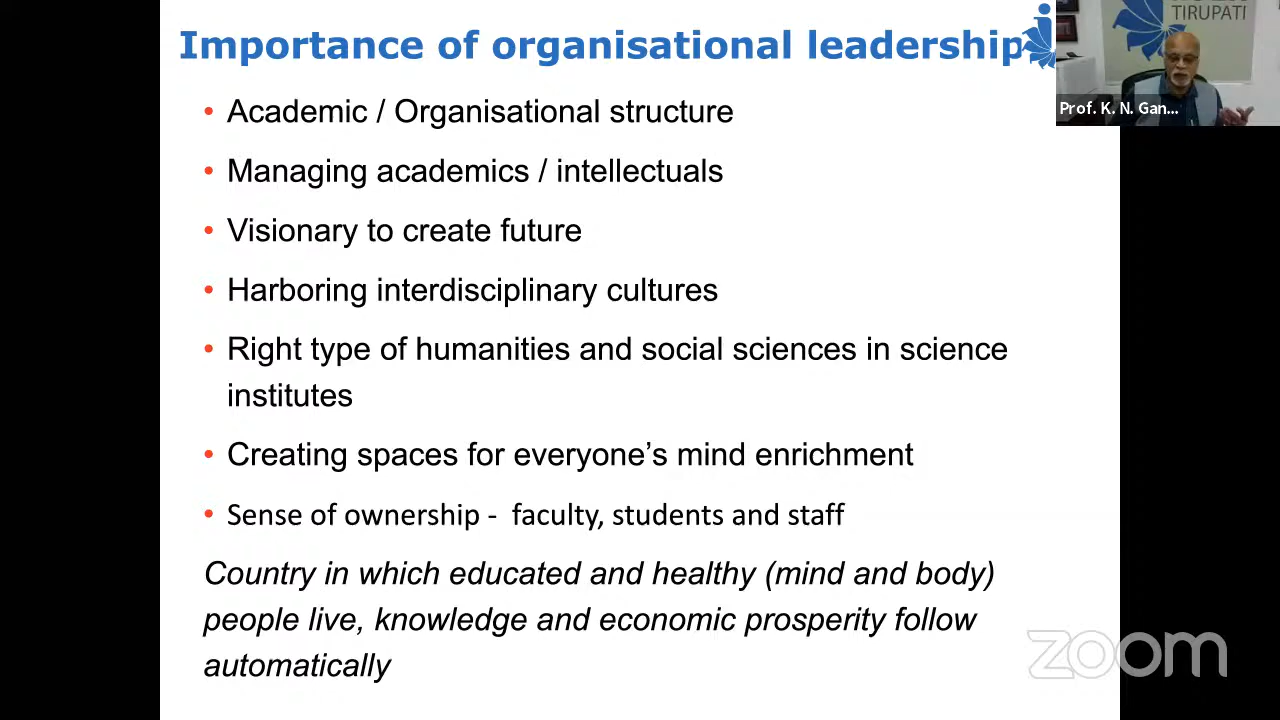 Importance of organisational leadership
TIRUPATI
Prof. K. N. Gan...
• Academic / Organisational structure
• Managing academics / intellectuals
• Visionary to create future
• Harboring interdisciplinary cultures
• Right type of humanities and social sciences in science
institutes
• Creating spaces for everyone’s mind enrichment
• Sense of ownership - faculty, students and staff
Country in which educated and healthy (mind and body)
people live, knowledge and economic prosperity follow
automatically
zoom